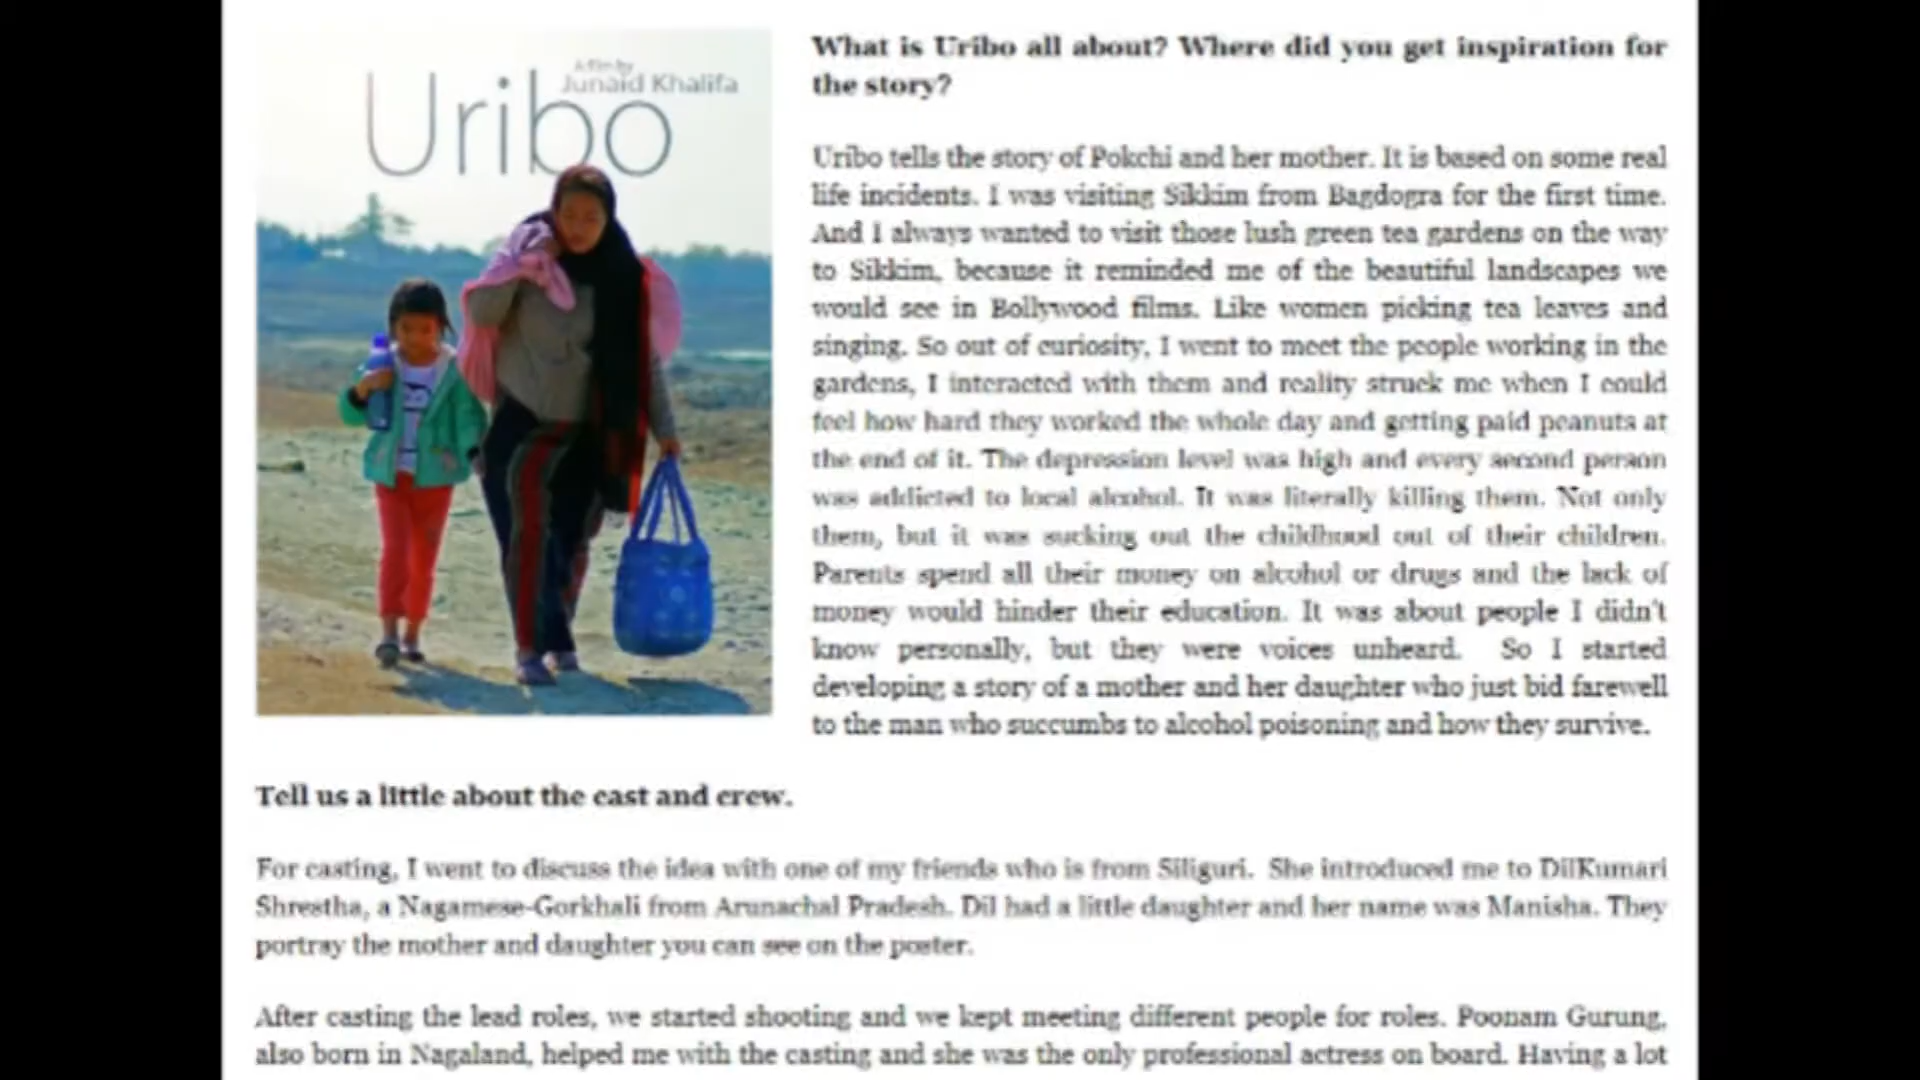 A film by
Junaid Khalifa
Uribo
What is Uribo all about? Where did you get inspiration for
the story?
Uribo tells the story of Pokchi and her mother. It is based on some real
life incidents. I was visiting Sikkim from Bagdogra for the first time.
And I always wanted to visit those lush green tea gardens on the way
to Sikkim, because it reminded me of the beautiful landscapes we
would see in Bollywood films. Like women picking tea leaves and
singing. So out of curiosity, I went to meet the people working in the
gardens, I interacted with them and reality struck me when I could
feel how hard they worked the whole day and getting paid peanuts at
the end of it. The depression level was high and every second person
was addicted to local alcohol. It was literally killing them. Not only
them, but it was sucking out the childhood out of their children.
Parents spend all their money on alcohol or drugs and the lack of
money would hinder their education. It was about people I didn't
know personally, but they were voices unheard. So I started
developing a story of a mother and her daughter who just bid farewell
to the man who succumbs to alcohol poisoning and how they survive.
Tell us a little about the cast and crew.
For casting, I went to discuss the idea with one of my friends who is from Siliguri. She introduced me to DilKumari
Shrestha, a Nagamese-Gorkhali from Arunachal Pradesh. Dil had a little daughter and her name was Manisha. They
portray the mother and daughter you can see on the poster.
After casting the lead roles, we started shooting and we kept meeting different people for roles. Poonam Gurung,
also born in Nagaland, helped me with the casting and she was the only professional actress on board. Having a lot